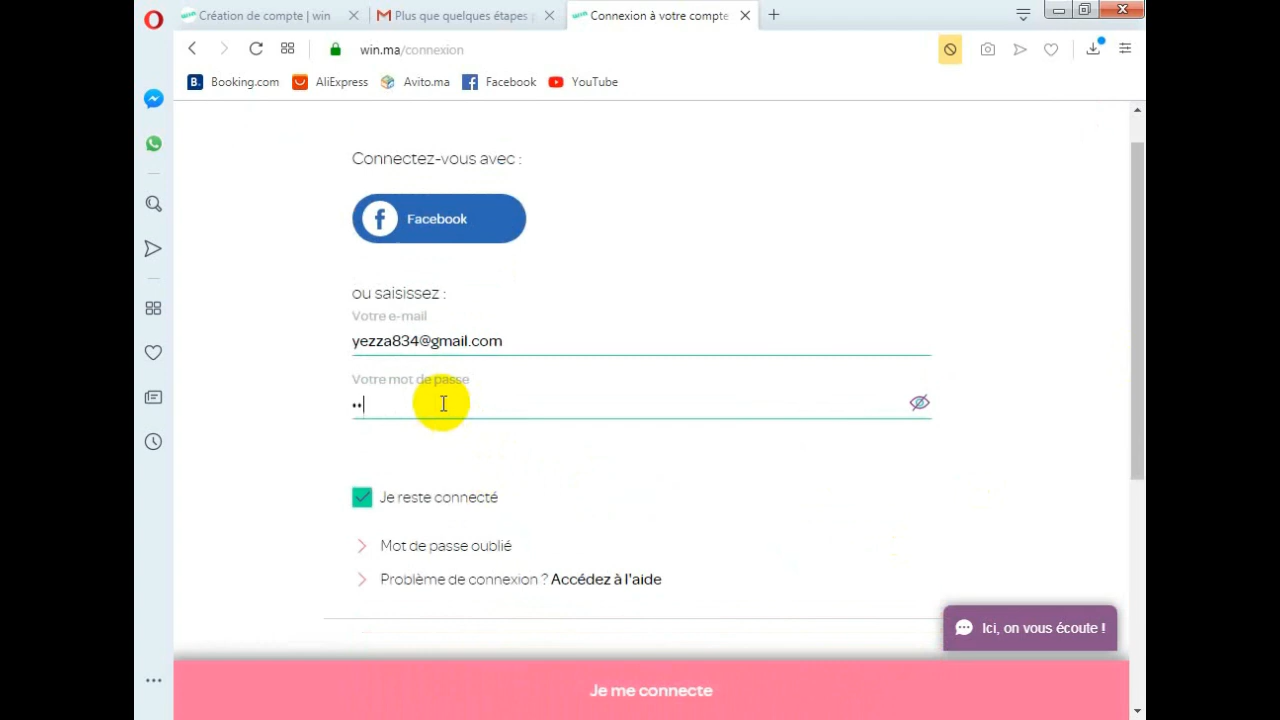 Création de compte | win
Plus que quelques étapes
Connexion à votre compte
win.ma/connexion
B. Booking.com
AliExpress
Avito.ma
Facebook
YouTube
Connectez-vous avec :
Facebook
ou saisissez :
Votre e-mail
yezza834@gmail.com
Votre mot de passe
Je reste connecté
Mot de passe oublié
Problème de connexion ? Accédez à l'aide
Ici, on vous écoute !
Je me connecte